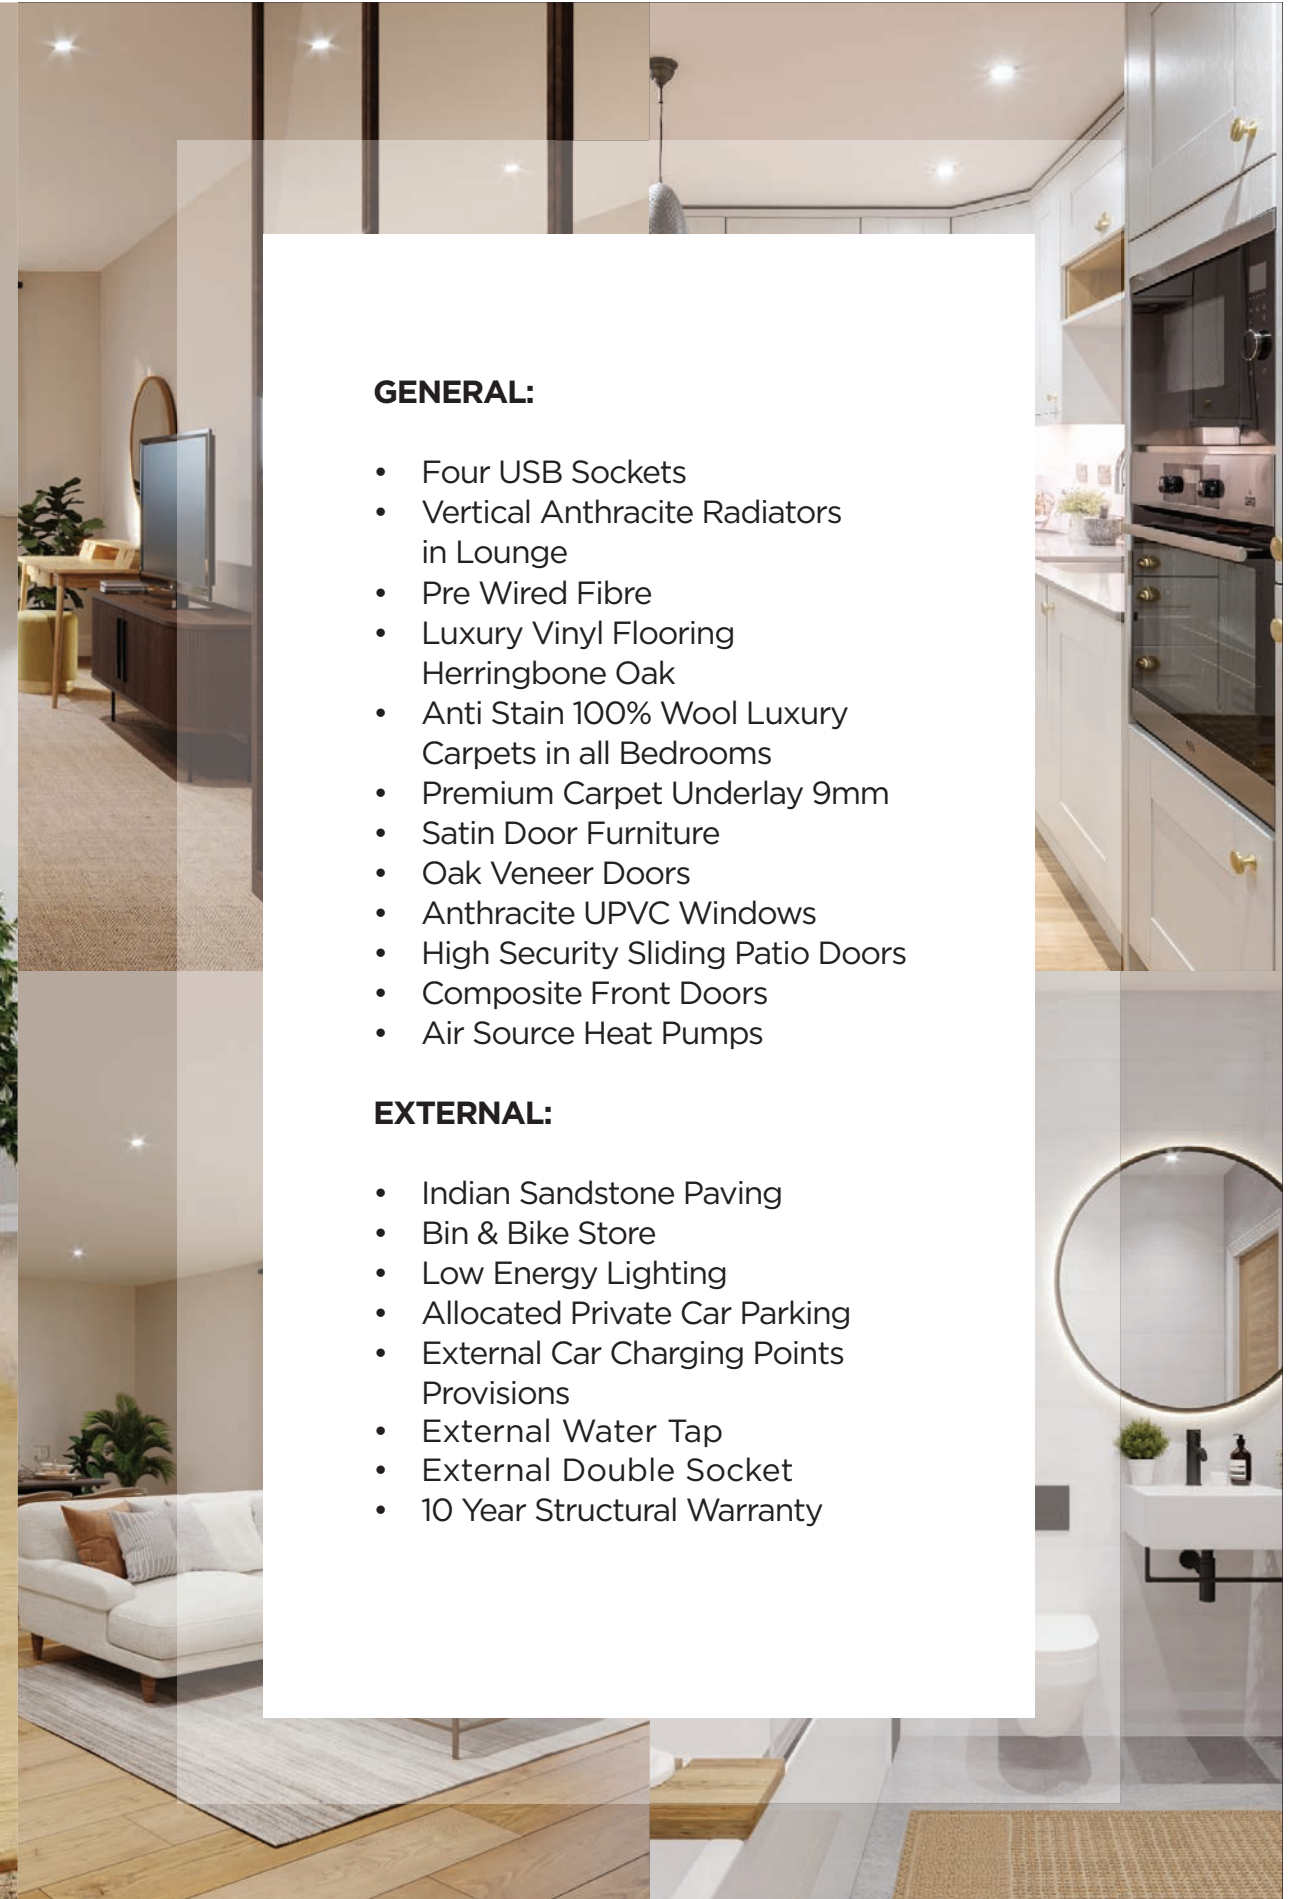 GENERAL:
• Four USB Sockets
• Vertical Anthracite Radiators
in Lounge
• Pre Wired Fibre
• Luxury Vinyl Flooring
Herringbone Oak
• Anti Stain 100% Wool Luxury
Carpets in all Bedrooms
• Premium Carpet Underlay 9mm
• Satin Door Furniture
• Oak Veneer Doors
• Anthracite UPVC Windows
• High Security Sliding Patio Doors
• Composite Front Doors
• Air Source Heat Pumps
EXTERNAL:
• Indian Sandstone Paving
• Bin & Bike Store
• Low Energy Lighting
• Allocated Private Car Parking
• External Car Charging Points
Provisions
• External Water Tap
• External Double Socket
• 10 Year Structural Warranty